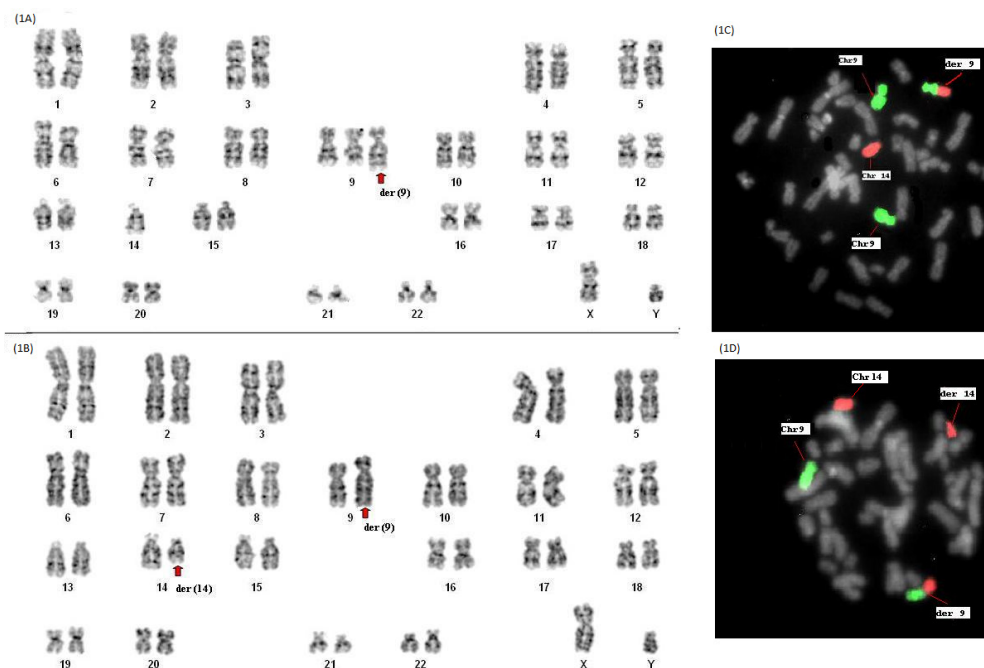 (1A)
1 2 3 4 5
6 7 8 9 10 11 12
der (9)
13 14 15 16 17 18
19 20 21 22 X Y
(1B)
1 2 3 4 5
6 7 8 9 10 11 12
der (9)
13 14 15 16 17 18
der (14)
19 20 21 22 X Y
(1C)
Chr9
der 9
Chr 14
Chr9
(1D)
Chr14
der 14
Chr9
der 9